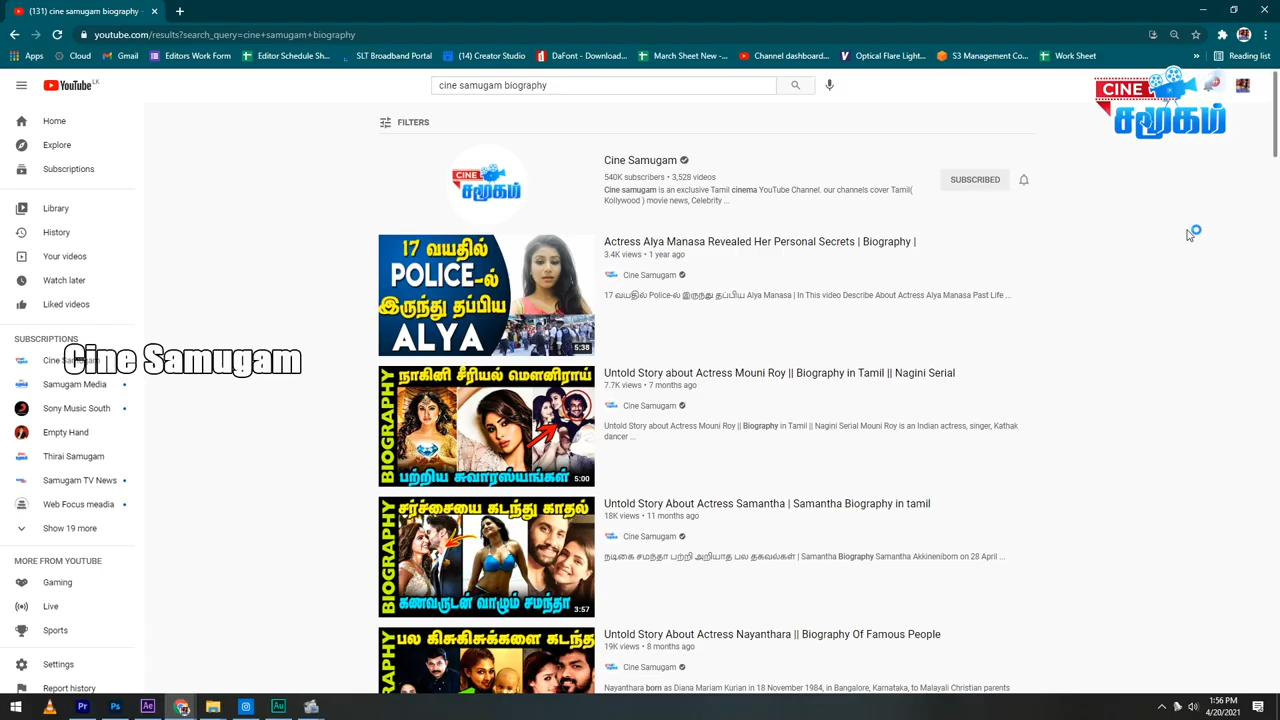 (1) cine samugam biography
youtube.com/results?search_query=cine+samugam+biography
Apps
Cloud
Gmail
Editors Work Form
Editor Schedule Sh...
SLT Broadband Portal
(14) Creator Studio
DaFont - Download...
March Sheet New -...
Channel dashboard...
Optical Flare Light...
S3 Management Co...
Work Sheet
»
Reading list
YouTube LK
cine samugam biography
CINE
சமூகம்
Home
Explore
Subscriptions
Library
History
Your videos
Watch later
Liked videos
SUBSCRIPTIONS
Cine Samugam
Cine Samugam
Samugam Media
Sony Music South
Empty Hand
Thirai Samugam
Samugam TV News
Web Focus meadia
Show 19 more
MORE FROM YOUTUBE
Gaming
Live
Sports
Settings
Report history
FILTERS
CINE
சமூகம்
Cine Samugam
540K subscribers • 3,528 videos
Cine samugam is an exclusive Tamil cinema YouTube Channel. our channels cover Tamil(
Kollywood ) movie news, Celebrity ...
SUBSCRIBED
17 வயதில்
POLICE-ல்
இருந்து தப்பிய
ALYA
5:38
Actress Alya Manasa Revealed Her Personal Secrets | Biography |
3.4K views • 1 year ago
Cine Samugam
17 வயதில் Police-ல் இருந்து தப்பிய Alya Manasa | In This video Describe About Actress Alya Manasa Past Life ...
BIOGRAPHY
நாகினி சீரியல் மௌனிராய்
பற்றிய சுவாரஸ்யங்கள்
5:00
Untold Story about Actress Mouni Roy || Biography in Tamil || Nagini Serial
7.7K views • 7 months ago
Cine Samugam
Untold Story about Actress Mouni Roy || Biography in Tamil || Nagini Serial Mouni Roy is an Indian actress, singer, Kathak
dancer ...
BIOGRAPHY
சர்ச்சையை கடந்து காதல்
கணவருடன் வாழும் சமந்தா
3:57
Untold Story About Actress Samantha | Samantha Biography in tamil
18K views • 11 months ago
Cine Samugam
நடிகை சமந்தா பற்றி அறியாத பல தகவல்கள் | Samantha Biography Samantha Akkineniborn on 28 April ...
BIOGRAPHY
பல கிசுகிசுக்களை கடந்த
Untold Story About Actress Nayanthara || Biography Of Famous People
19K views • 8 months ago
Cine Samugam
Nayanthara born as Diana Mariam Kurian in 18 November 1984, in Bangalore, Karnataka, to Malayali Christian parents
Pr
Ps
Ae
Au
1:56 PM
4/20/2021